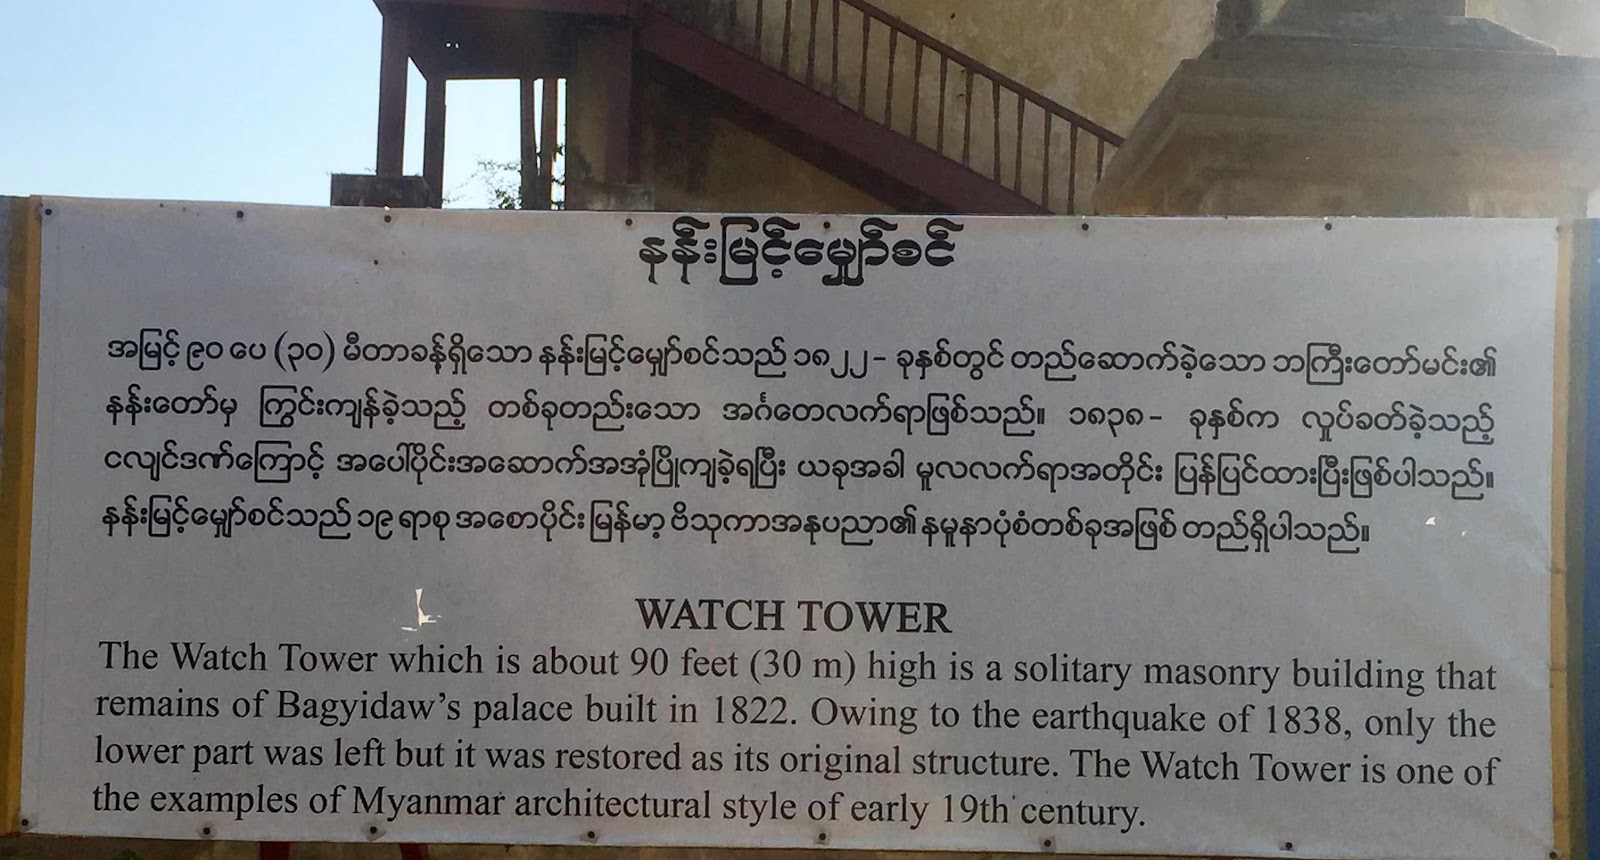 နန်းမြင့်မျှော်စင်
အမြင့် ၉၀ ပေ (၃၀) မီတာခန့်ရှိသော နန်းမြင့်မျှော်စင်သည် ၁၈၂၂ - ခုနှစ်တွင် တည်ဆောက်ခဲ့သော ဘကြီးတော်မင်း၏
နန်းတော်မှ ကြွင်းကျန်ခဲ့သည့် တစ်ခုတည်းသော အင်္ဂတေလက်ရာဖြစ်သည်။ ၁၈၃၈ - ခုနှစ်က လှုပ်ခတ်ခဲ့သည့်
ငလျင်ဒဏ်ကြောင့် အပေါ်ပိုင်းအဆောက်အအုံပြိုကျခဲ့ရပြီး ယခုအခါ မူလလက်ရာအတိုင်း ပြန်ပြင်ထားပြီးဖြစ်ပါသည်။
နန်းမြင့်မျှော်စင်သည် ၁၉ ရာစု အစောပိုင်း မြန်မာ့ ဗိသုကာအနုပညာ၏ နမူနာပုံစံတစ်ခုအဖြစ် တည်ရှိပါသည်။
WATCH TOWER
The Watch Tower which is about 90 feet (30 m) high is a solitary masonry building that
remains of Bagyidaw's palace built in 1822. Owing to the earthquake of 1838, only the
lower part was left but it was restored as its original structure. The Watch Tower is one of
the examples of Myanmar architectural style of early 19th century.